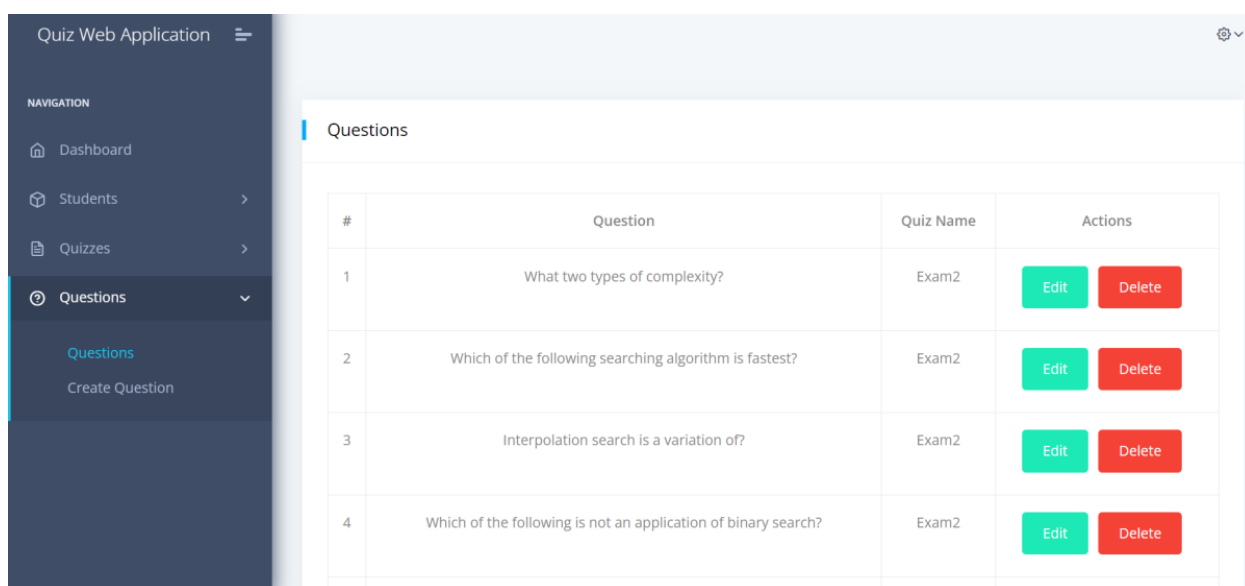 Quiz Web Application
NAVIGATION
Dashboard
Students
Quizzes
Questions
Questions
Create Question
Questions
# Question Quiz Name Actions
1 What two types of complexity? Exam2 Edit Delete
2 Which of the following searching algorithm is fastest? Exam2 Edit Delete
3 Interpolation search is a variation of? Exam2 Edit Delete
4 Which of the following is not an application of binary search? Exam2 Edit Delete